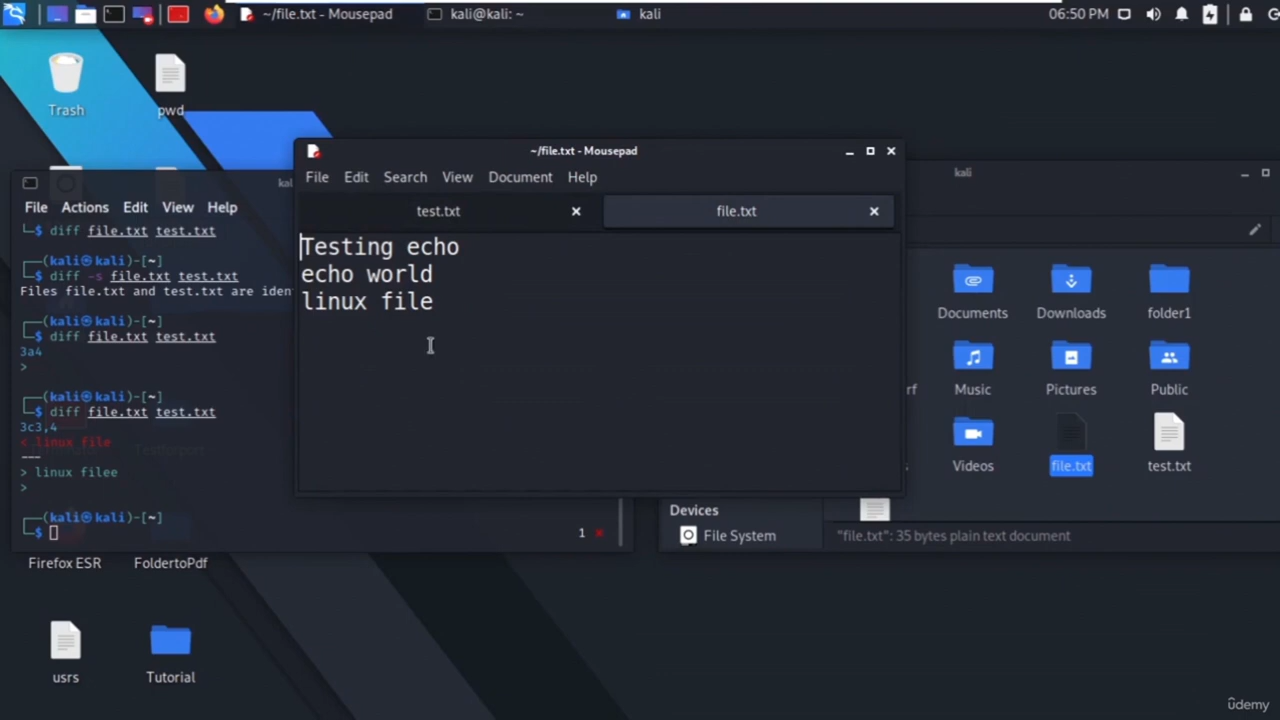 ~/file.txt - Mousepad
kali@kali: ~
kali
06:50 PM
Trash
pwd
File Actions Edit View Help
└─$ diff file.txt test.txt
┌──(kali㉿kali)-[~]
└─$ diff -s file.txt test.txt
Files file.txt and test.txt are iden
┌──(kali㉿kali)-[~]
└─$ diff file.txt test.txt
3a4
>
┌──(kali㉿kali)-[~]
└─$ diff file.txt test.txt
3c3,4
< linux file
---
> linux filee
>
┌──(kali㉿kali)-[~]
└─$
1
~/file.txt - Mousepad
File Edit Search View Document Help
test.txt
file.txt
Testing echo
echo world
linux file
kali
Documents
Downloads
folder1
Music
Pictures
Public
Videos
file.txt
test.txt
Devices
File System
"file.txt": 35 bytes plain text document
Firefox ESR
FoldertoPdf
usrs
Tutorial
ûdemy